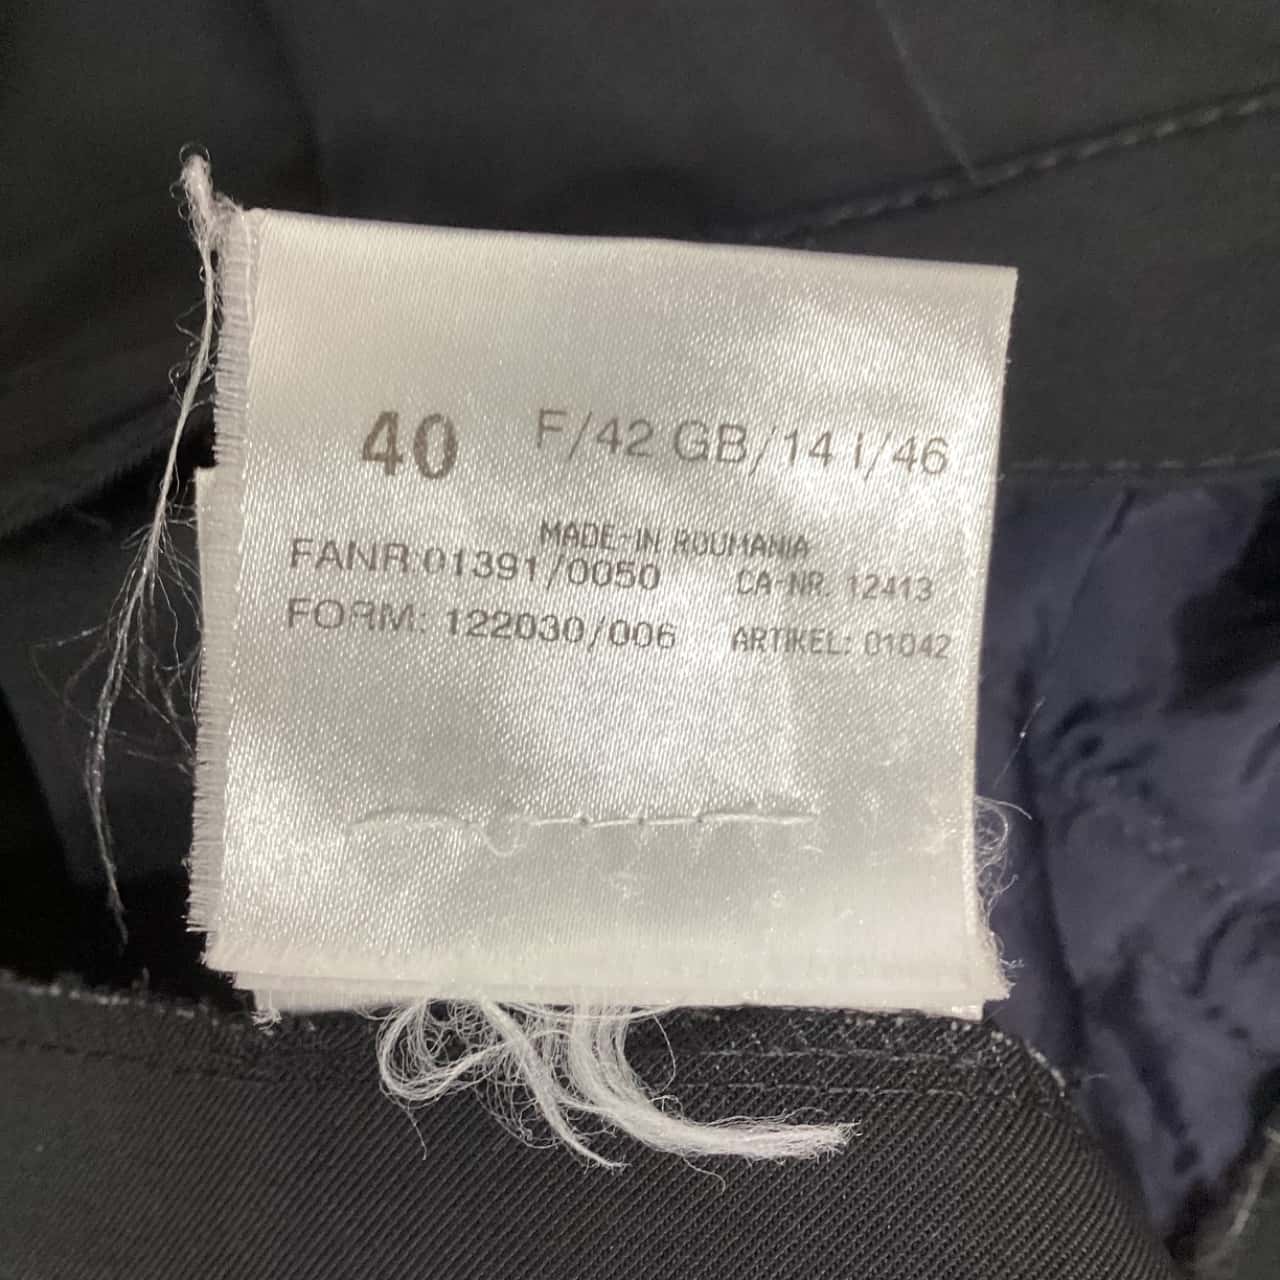 40 F/42 GB/14 I/46
MADE-IN ROUMANIA
FANR 01391/0050 CA-NR. 12413
FORM: 122030/006 ARTIKEL: 01042